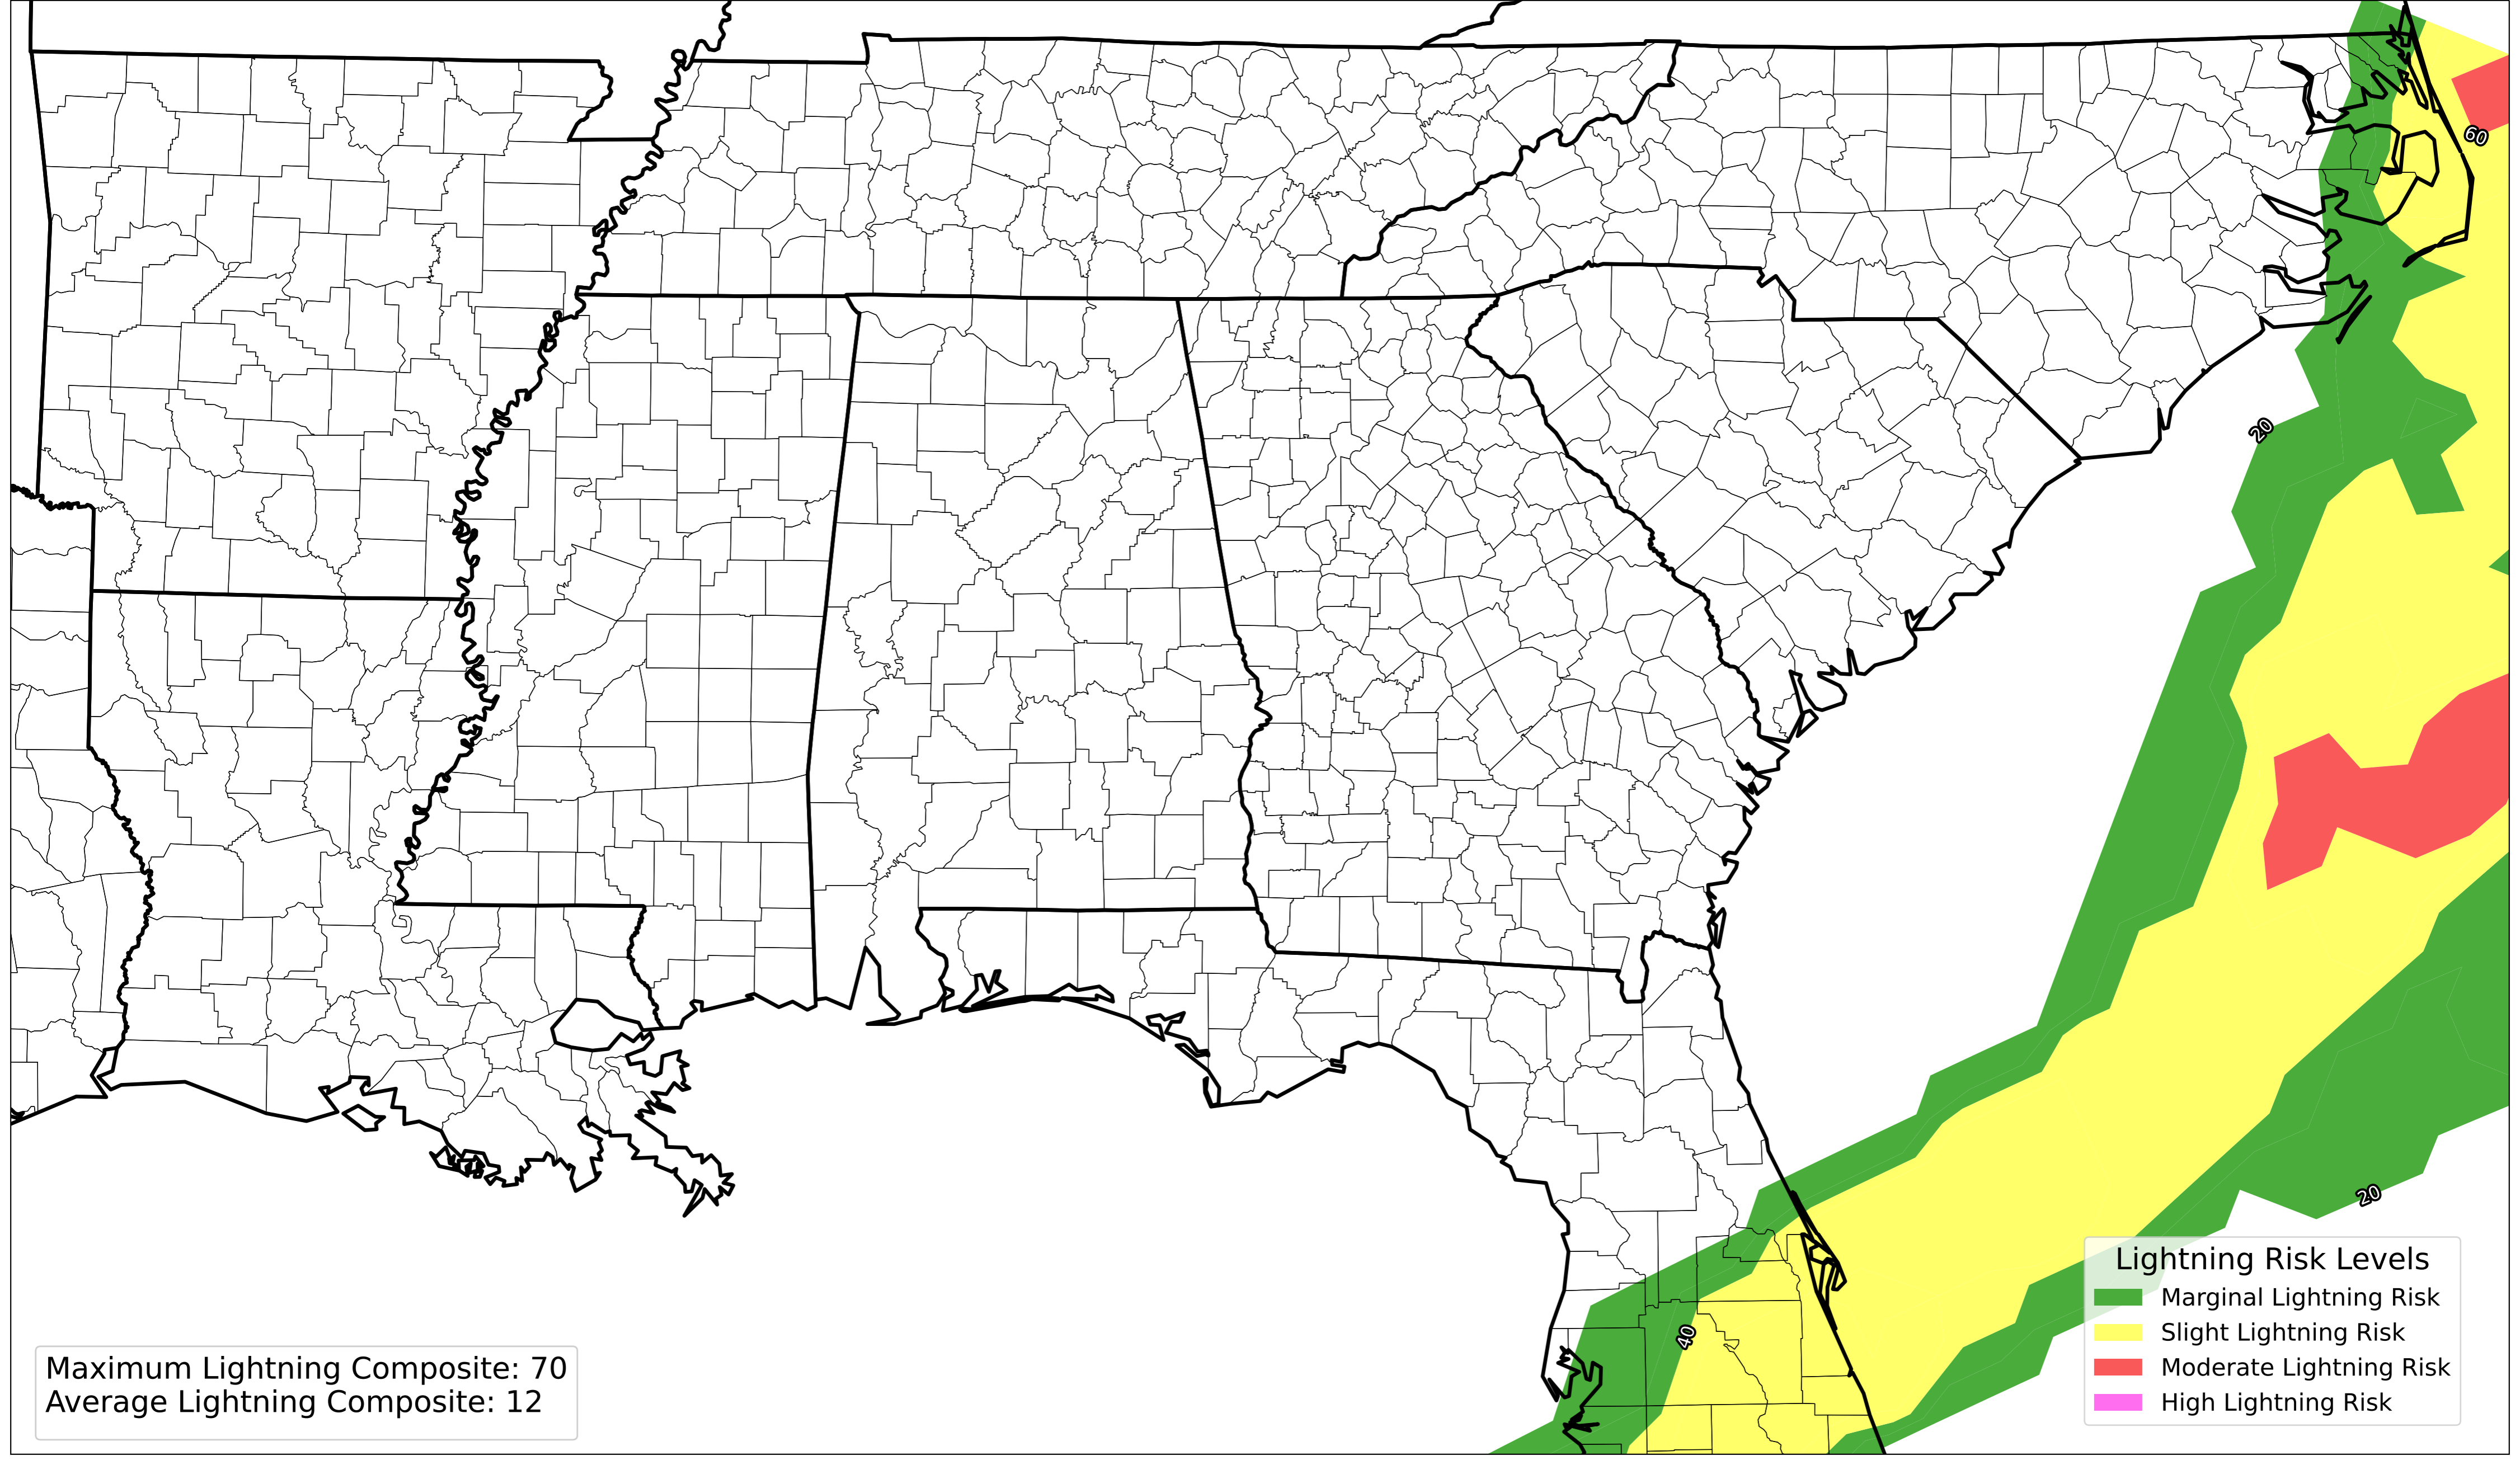 60
20
20
40
Lightning Risk Levels
Marginal Lightning Risk
Slight Lightning Risk
Moderate Lightning Risk
High Lightning Risk
Maximum Lightning Composite: 70
Average Lightning Composite: 12